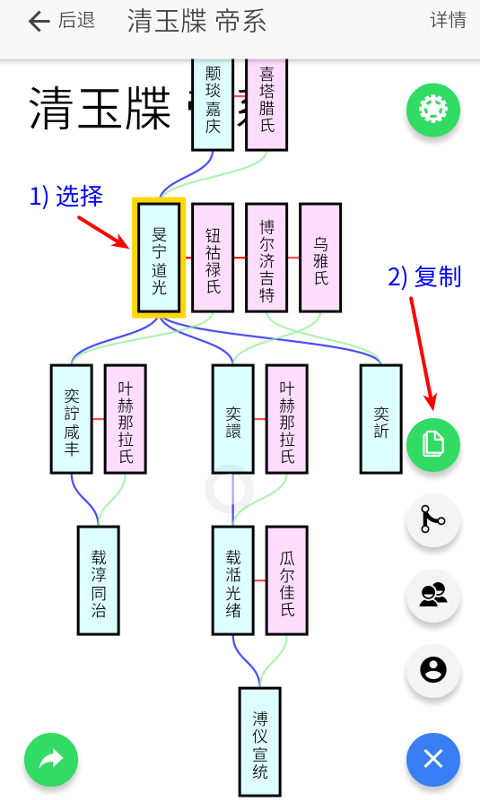 后退
清玉牒 帝系
详情
清玉牒 帝系
颙琰嘉庆
喜塔腊氏
1) 选择
旻宁道光
钮祜禄氏
博尔济吉特
乌雅氏
2) 复制
奕詝咸丰
叶赫那拉氏
奕譞
叶赫那拉氏
奕訢
载淳同治
载湉光绪
瓜尔佳氏
溥仪宣统